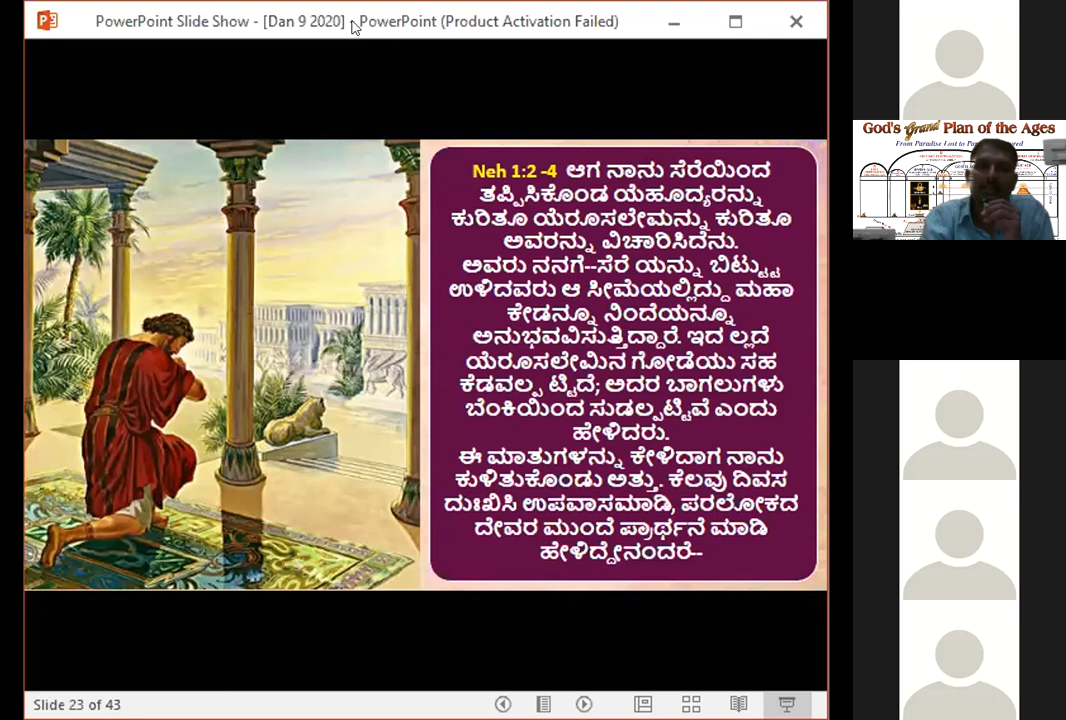 PowerPoint Slide Show - [Dan 9 2020] - PowerPoint (Product Activation Failed)
God's Grand Plan of the Ages
Neh 1:2 -4 ಆಗ ನಾನು ಸೆರೆಯಿಂದ
ತಪ್ಪಿಸಿಕೊಂಡ ಯೆಹೂದ್ಯರನ್ನು
ಕುರಿತೂ ಯೆರೂಸಲೇಮನ್ನು ಕುರಿತೂ
ಅವರನ್ನು ವಿಚಾರಿಸಿದೆನು.
ಅವರು ನನಗೆ--ಸೆರೆ ಯನ್ನು ಬಿಟ್ಟು
ಉಳಿದವರು ಆ ಸೀಮೆಯಲ್ಲಿದ್ದು ಮಹಾ
ಕೇಡನ್ನೂ ನಿಂದೆಯನ್ನೂ
ಅನುಭವವಿಸುತ್ತಿದ್ದಾರೆ. ಇದ ಲ್ಲದೆ
ಯೆರೂಸಲೇಮಿನ ಗೋಡೆಯು ಸಹ
ಕೆಡವಲ್ಪ ಟ್ಟಿದೆ; ಅದರ ಬಾಗಲುಗಳು
ಬೆಂಕಿಯಿಂದ ಸುಡಲ್ಪಟ್ಟಿವೆ ಎಂದು
ಹೇಳಿದರು.
ಈ ಮಾತುಗಳನ್ನು ಕೇಳಿದಾಗ ನಾನು
ಕುಳಿತುಕೊಂಡು ಅತ್ತು. ಕೆಲವು ದಿವಸ
ದುಃಖಿಸಿ ಉಪವಾಸಮಾಡಿ, ಪರಲೋಕದ
ದೇವರ ಮುಂದೆ ಪ್ರಾರ್ಥನೆ ಮಾಡಿ
ಹೇಳಿದ್ದೇನಂದರೆ--
Slide 23 of 43